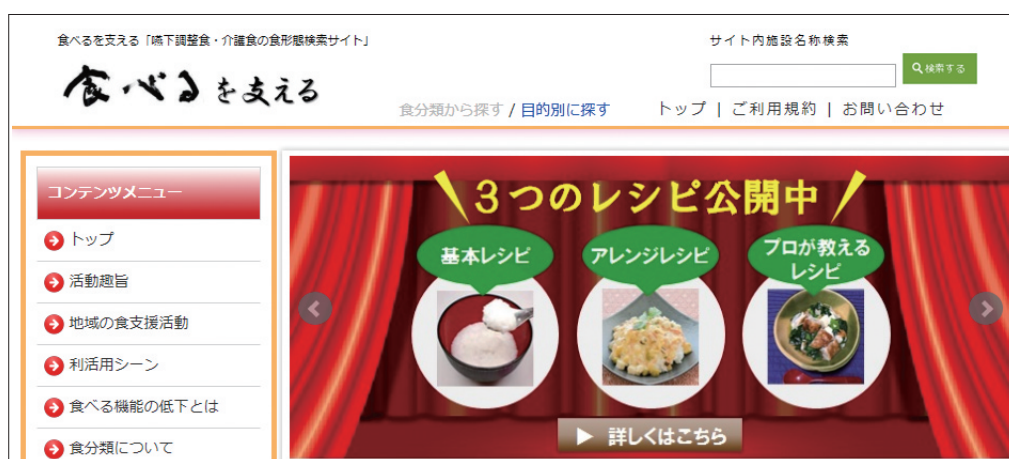 食べるを支える「嚥下調整食・介護食の食形態検索サイト」
サイト内施設名称検索
検索する
食べるを支える
食分類から探す / 目的別に探す
トップ | ご利用規約 | お問い合わせ
コンテンツメニュー
トップ
活動趣旨
地域の食支援活動
利活用シーン
食べる機能の低下とは
食分類について
3つのレシピ公開中
基本レシピ
アレンジレシピ
プロが教える
レシピ
詳しくはこちら